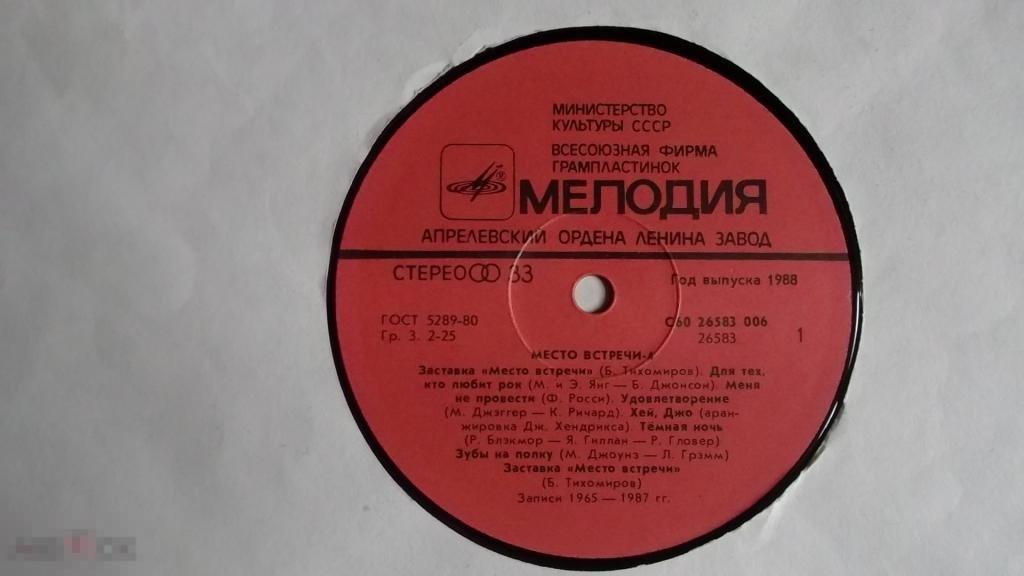 МИНИСТЕРСТВО
КУЛЬТУРЫ СССР
ВСЕСОЮЗНАЯ ФИРМА
ГРАМПЛАСТИНОК
МЕЛОДИЯ
АПРЕЛЕВСКИЙ ОРДЕНА ЛЕНИНА ЗАВОД
СТЕРЕО 33
Год выпуска 1988
ГОСТ 5289-80
Гр. 3. 2-25
С60 26583 006
26583
1
МЕСТО ВСТРЕЧИ-4
Заставка «Место встречи» (Б. Тихомиров). Для тех,
кто любит рок (М. и Э. Янг — Б. Джонсон). Меня
не провести (Ф. Росси). Удовлетворение
(М. Джэггер — К. Ричард). Хей, Джо (аран-
жировка Дж. Хендрикса). Тёмная ночь
(Р. Блэкмор — Я. Гиллан — Р. Гловер)
Зубы на полку (М. Джоунз — Л. Грэмм)
Заставка «Место встречи»
(Б. Тихомиров)
Записи 1965 — 1987 гг.